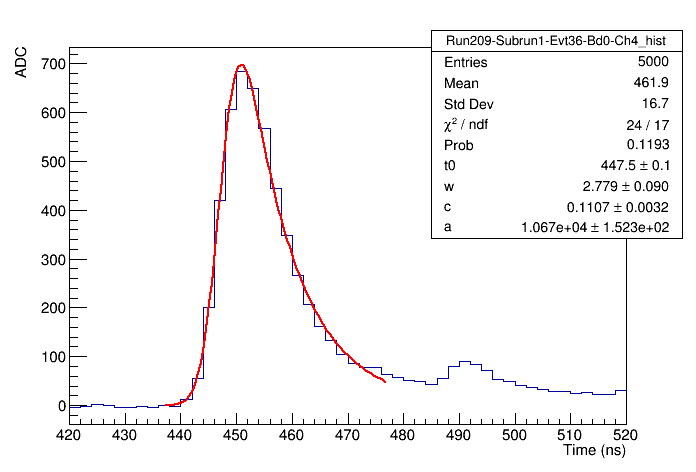 Run209-Subrun1-Evt36-Bd0-Ch4_hist
Entries 5000
Mean 461.9
Std Dev 16.7
χ² / ndf 24 / 17
Prob 0.1193
t0 447.5 ± 0.1
w 2.779 ± 0.090
c 0.1107 ± 0.0032
a 1.067e+04 ± 1.523e+02
ADC
700
600
500
400
300
200
100
0
420 430 440 450 460 470 480 490 500 510 520
Time (ns)